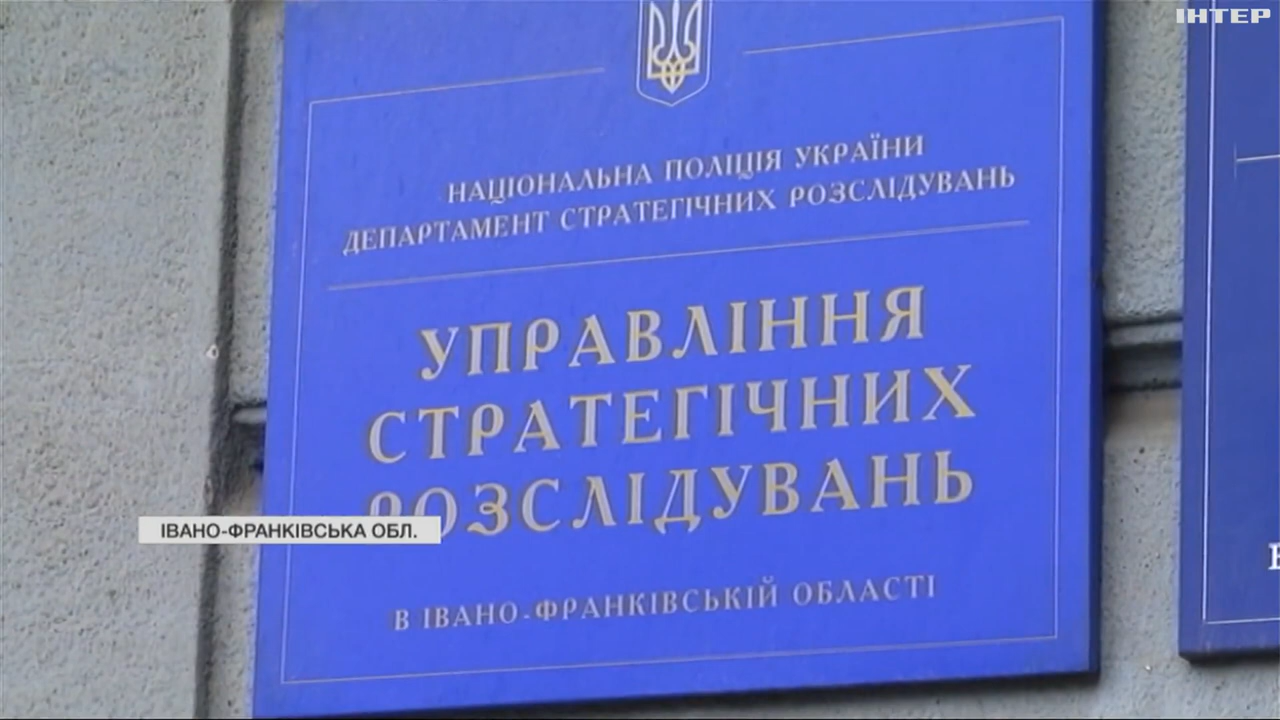 ІНТЕР
НАЦІОНАЛЬНА ПОЛІЦІЯ УКРАЇНИ
ДЕПАРТАМЕНТ СТРАТЕГІЧНИХ РОЗСЛІДУВАНЬ
УПРАВЛІННЯ
СТРАТЕГІЧНИХ
РОЗСЛІДУВАНЬ
ІВАНО-ФРАНКІВСЬКА ОБЛ.
В ІВАНО-ФРАНКІВСЬКІЙ ОБЛАСТІ